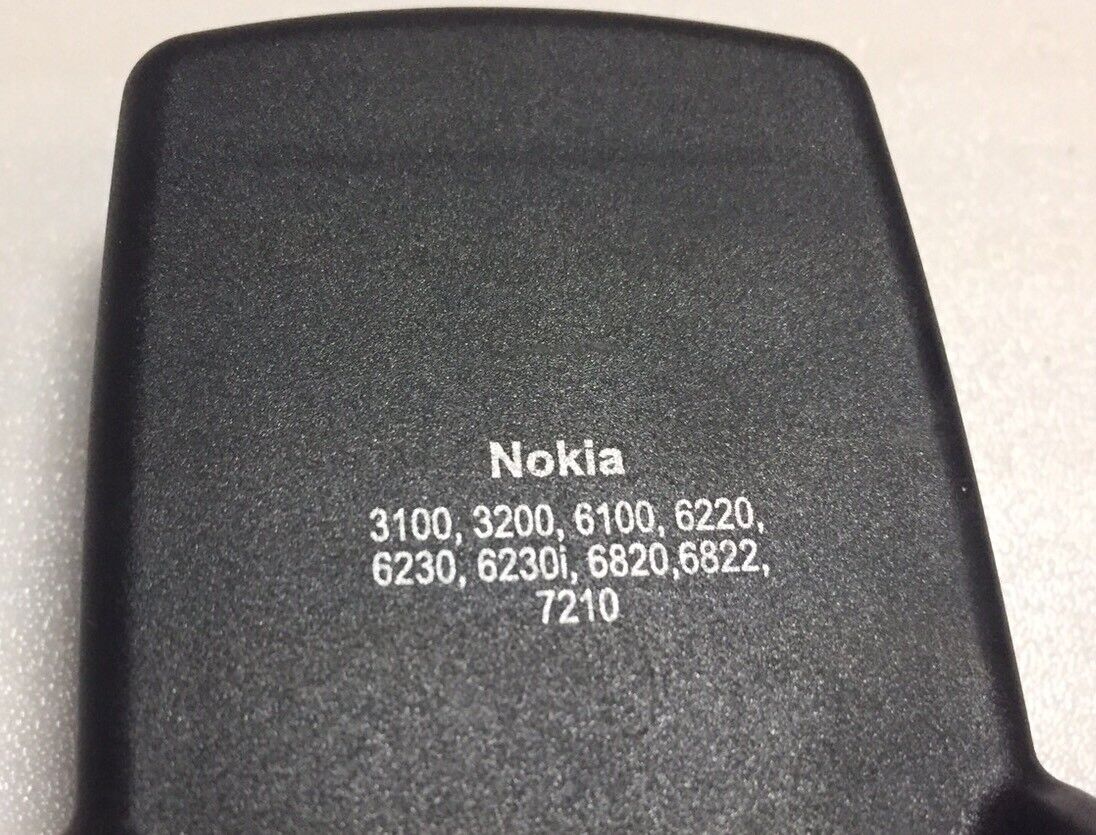 Nokia
3100, 3200, 6100, 6220,
6230, 6230i, 6820,6822,
7210